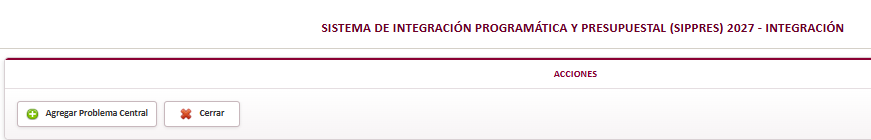 SISTEMA DE INTEGRACIÓN PROGRAMÁTICA Y PRESUPUESTAL (SIPPRES) 2027 - INTEGRACIÓN
ACCIONES
Agregar Problema Central Cerrar